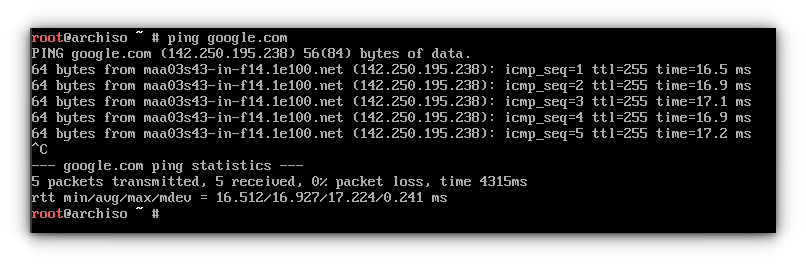 root@archiso ~ # ping google.com
PING google.com (142.250.195.238) 56(84) bytes of data.
64 bytes from maa03s43-in-f14.1e100.net (142.250.195.238): icmp_seq=1 ttl=255 time=16.5 ms
64 bytes from maa03s43-in-f14.1e100.net (142.250.195.238): icmp_seq=2 ttl=255 time=16.9 ms
64 bytes from maa03s43-in-f14.1e100.net (142.250.195.238): icmp_seq=3 ttl=255 time=17.1 ms
64 bytes from maa03s43-in-f14.1e100.net (142.250.195.238): icmp_seq=4 ttl=255 time=16.9 ms
64 bytes from maa03s43-in-f14.1e100.net (142.250.195.238): icmp_seq=5 ttl=255 time=17.2 ms
^C
--- google.com ping statistics ---
5 packets transmitted, 5 received, 0% packet loss, time 4315ms
rtt min/avg/max/mdev = 16.512/16.927/17.224/0.241 ms
root@archiso ~ #